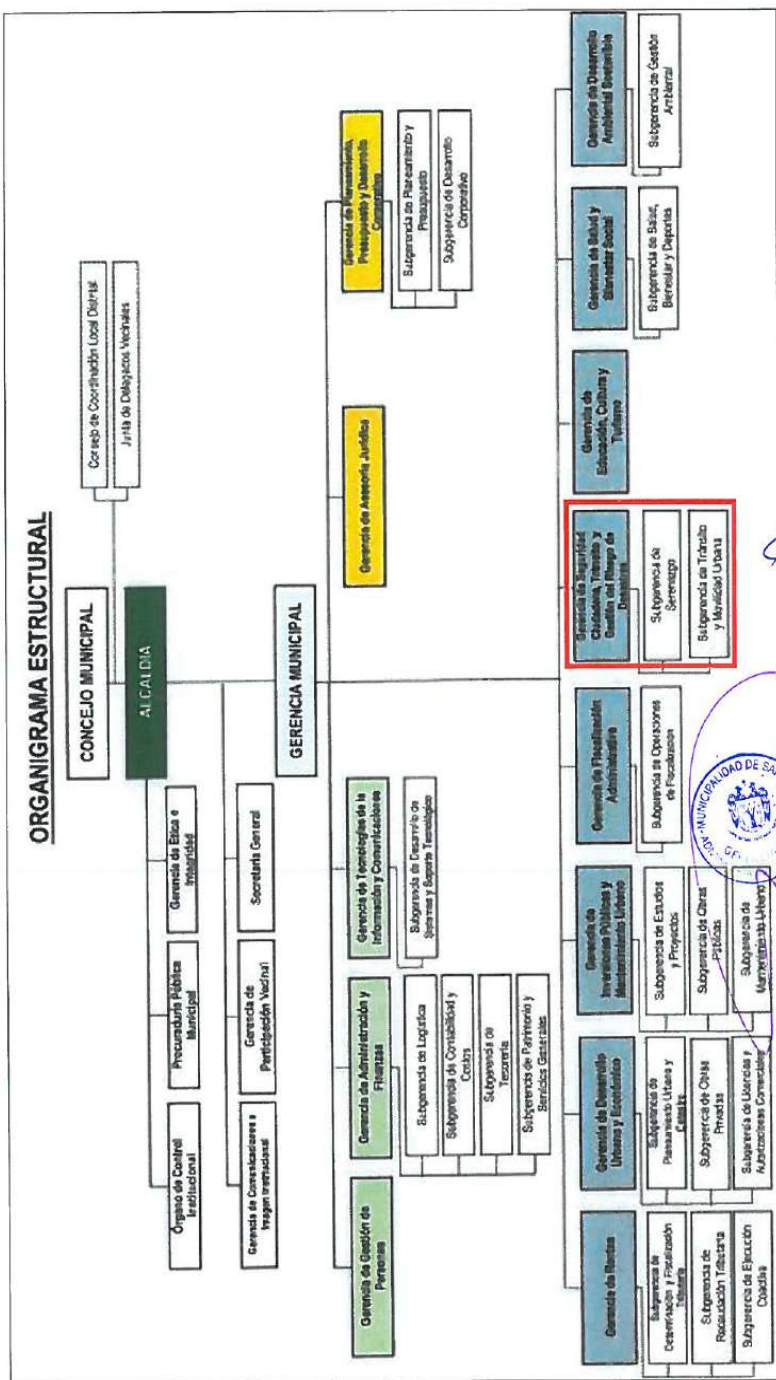 ORGANIGRAMA ESTRUCTURAL
CONCEJO MUNICIPAL
Consejo de Coordinación Local Distrital
Junta de Delegados Vecinales
ALCALDIA
Órgano de Control
Institucional
Procuraduría Pública
Municipal
Gerencia de Ética e
Integridad
Gerencia de Comunicaciones e
Imagen Institucional
Gerencia de
Participación Vecinal
Secretaría General
GERENCIA MUNICIPAL
Gerencia de Gestión de
Personas
Gerencia de Administración y
Finanzas
Subgerencia de Logística
Subgerencia de Contabilidad y
Costos
Subgerencia de
Tesorería
Subgerencia de Patrimonio y
Servicios Generales
Gerencia de Tecnologías de la
Información y Comunicaciones
Subgerencia de Desarrollo de
Sistemas y Soporte Tecnológico
Gerencia de Asesoría Jurídica
Gerencia de Planeamiento,
Presupuesto y Desarrollo
Corporativo
Subgerencia de Planeamiento y
Presupuesto
Subgerencia de Desarrollo
Corporativo
Gerencia de Rentas
Subgerencia de
Determinación y Fiscalización
Tributaria
Subgerencia de
Recaudación Tributaria
Subgerencia de Ejecución
Coactiva
Gerencia de Desarrollo
Urbano y Económico
Subgerencia de
Planeamiento Urbano y
Catastro
Subgerencia de Obras
Privadas
Subgerencia de Licencias y
Autorizaciones Comerciales
Gerencia de
Inversiones Públicas y
Mantenimiento Urbano
Subgerencia de Estudios
y Proyectos
Subgerencia de Obras
Públicas
Subgerencia de
Mantenimiento Urbano
Gerencia de Fiscalización
Administrativa
Subgerencia de Operaciones
de Fiscalización
Gerencia de Seguridad
Ciudadana, Tránsito y
Gestión del Riesgo de
Desastres
Subgerencia de
Serenazgo
Subgerencia de Tránsito
y Movilidad Urbana
Gerencia de
Educación, Cultura y
Turismo
Gerencia de Salud y
Bienestar Social
Subgerencia de Salud,
Bienestar y Deportes
Gerencia de Desarrollo
Ambiental Sostenible
Subgerencia de Gestión
Ambiental
MUNICIPALIDAD DE SA